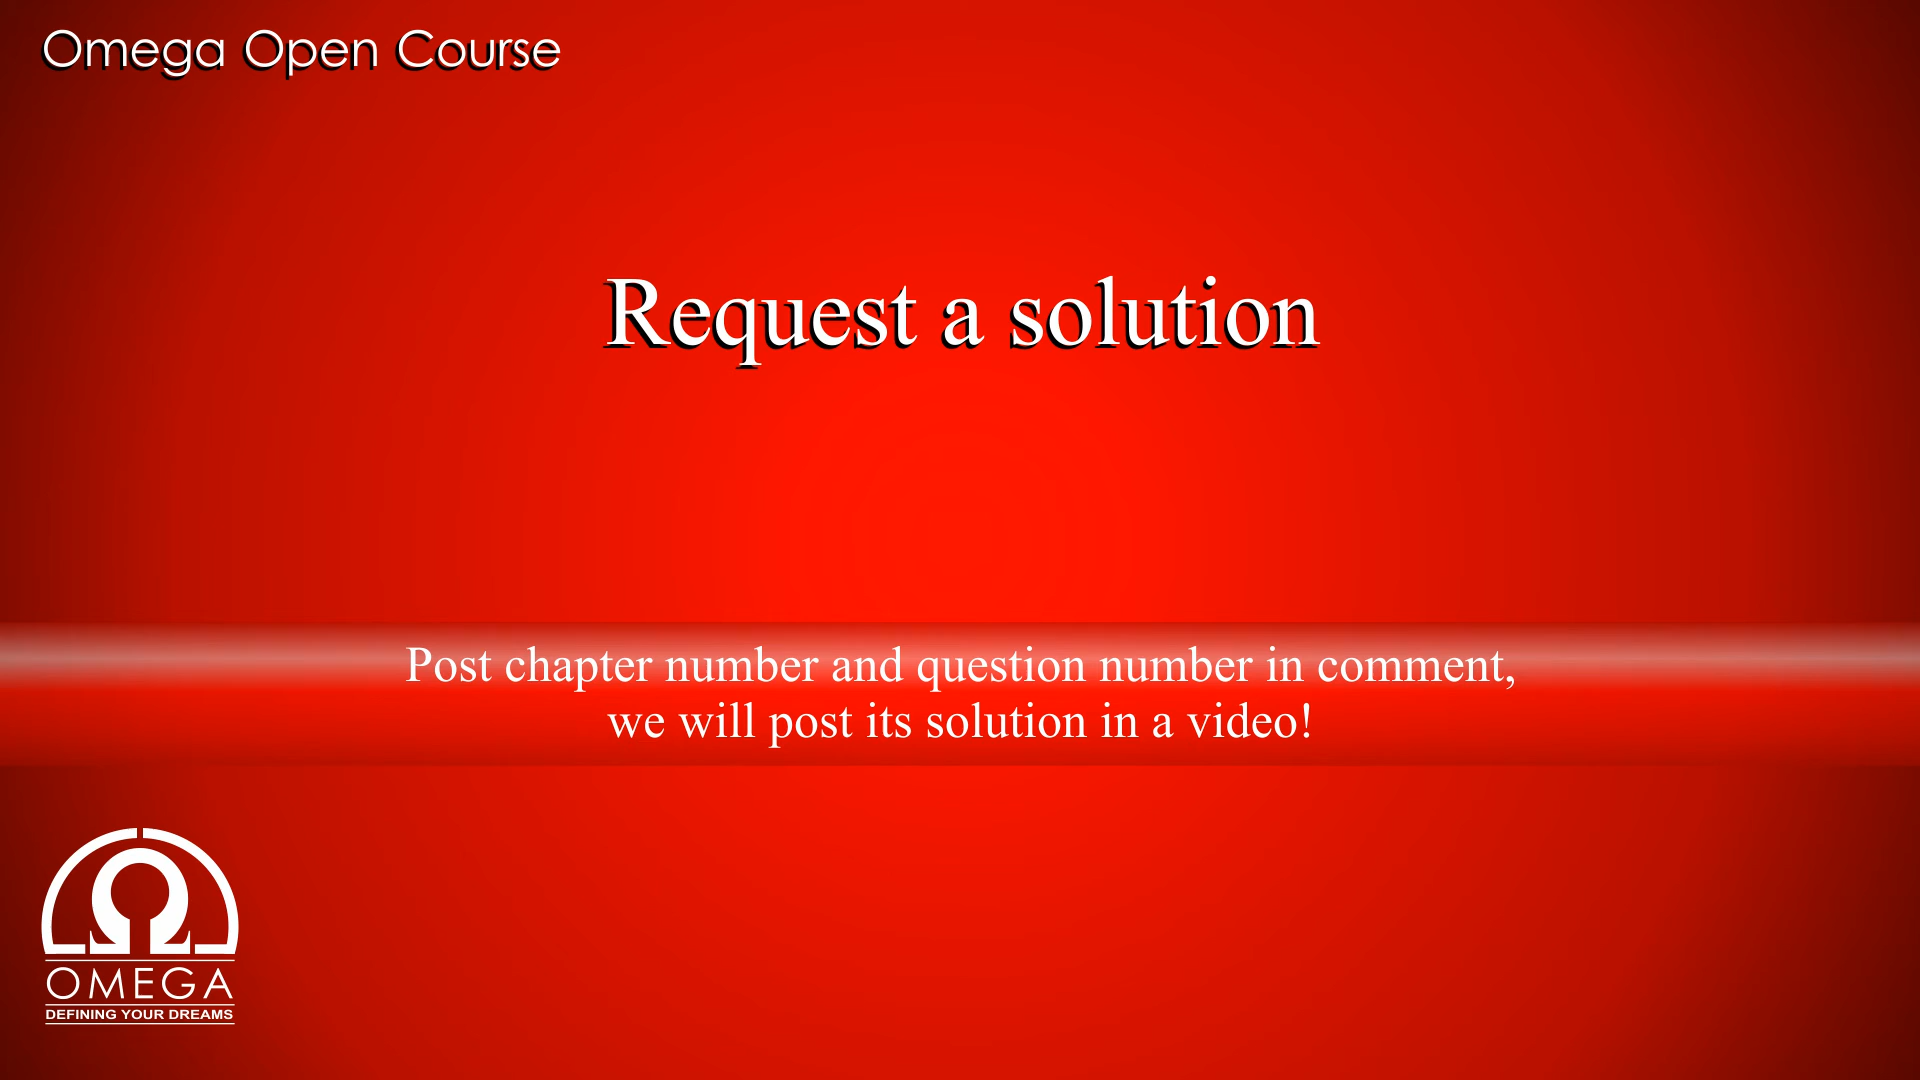 Omega Open Course
Request a solution
Post chapter number and question number in comment,
we will post its solution in a video!
Ω
OMEGA
DEFINING YOUR DREAMS